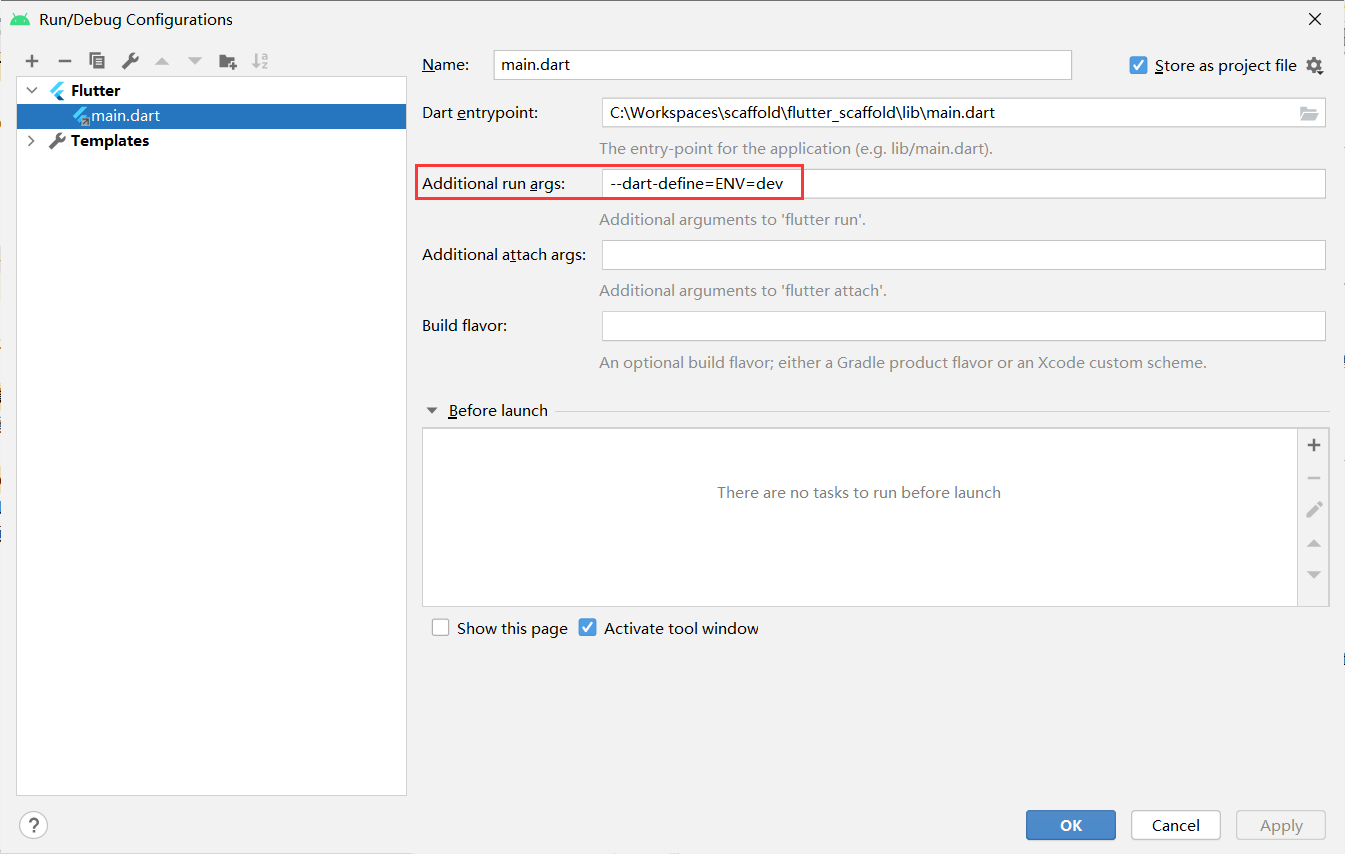 Run/Debug Configurations
Flutter
main.dart
Templates
Name: main.dart Store as project file
Dart entrypoint: C:\Workspaces\scaffold\flutter_scaffold\lib\main.dart
The entry-point for the application (e.g. lib/main.dart).
Additional run args: --dart-define=ENV=dev
Additional arguments to 'flutter run'.
Additional attach args:
Additional arguments to 'flutter attach'.
Build flavor:
An optional build flavor; either a Gradle product flavor or an Xcode custom scheme.
Before launch
There are no tasks to run before launch
Show this page Activate tool window
? OK Cancel Apply